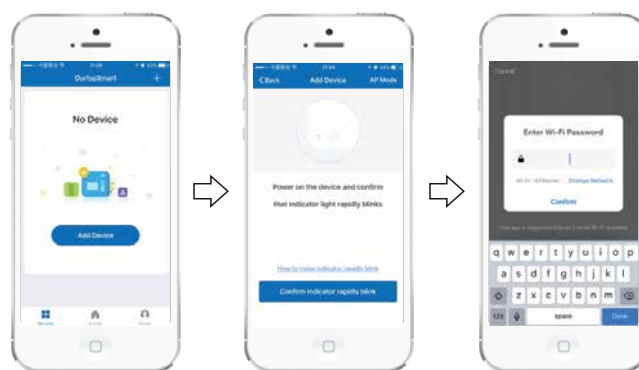 OurtapSmart
+
No Device
Add Device
< Back Add Device AP Mode
Power on the device and confirm
that indicator light rapidly blinks
How to make indicator rapidly blink
Confirm indicator rapidly blink
Cancel
Enter Wi-Fi Password
Change Network
Confirm
q w e r t y u i o p
a s d f g h j k l
z x c v b n m
123 space Done